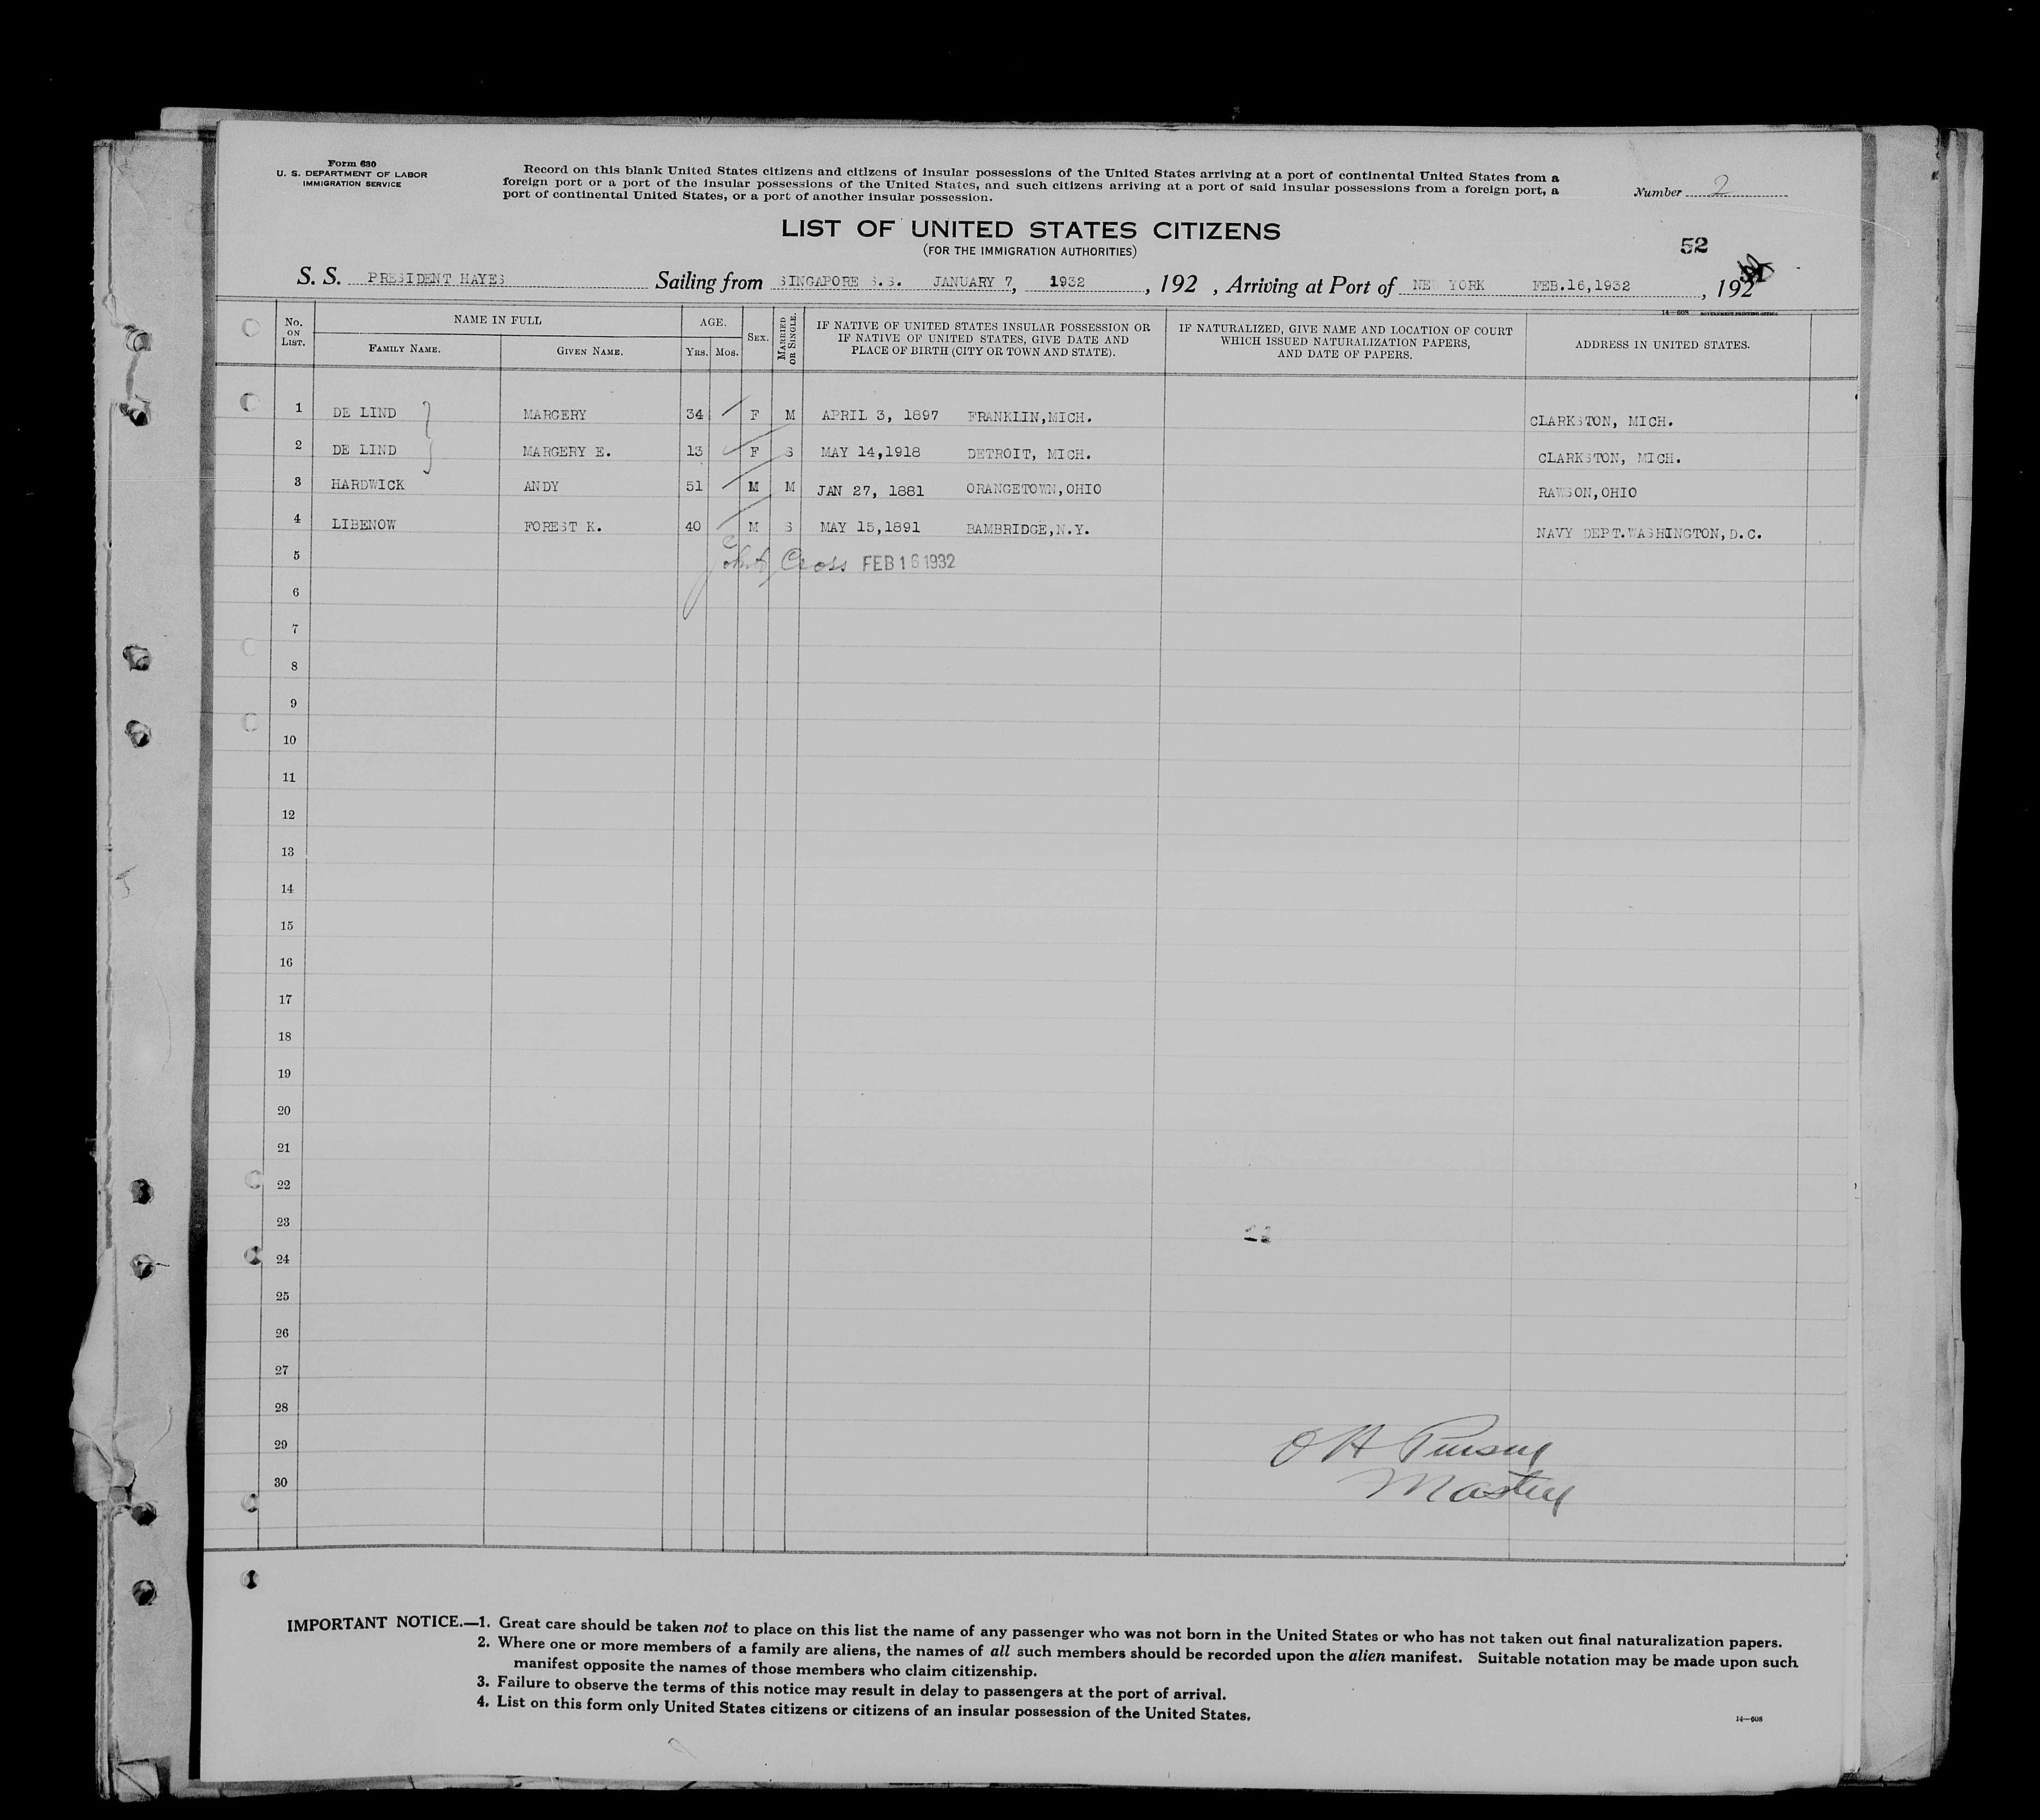 Form 630
U. S. DEPARTMENT OF LABOR
IMMIGRATION SERVICE
Record on this blank United States citizens and citizens of insular possessions of the United States arriving at a port of continental United States from a
foreign port or a port of the insular possessions of the United States, and such citizens arriving at a port of said insular possessions from a foreign port, a
port of continental United States, or a port of another insular possession.
Number 2
LIST OF UNITED STATES CITIZENS
(FOR THE IMMIGRATION AUTHORITIES)
52
S. S. PRESIDENT HAYES Sailing from SINGAPORE S.S. JANUARY 7, 1932, 192 , Arriving at Port of NEW YORK FEB.16,1932, 192
14—608 GOVERNMENT PRINTING OFFICE
No. ON LIST. NAME IN FULL AGE. Sex. MARRIED OR SINGLE. IF NATIVE OF UNITED STATES INSULAR POSSESSION OR IF NATIVE OF UNITED STATES, GIVE DATE AND PLACE OF BIRTH (CITY OR TOWN AND STATE). IF NATURALIZED, GIVE NAME AND LOCATION OF COURT WHICH ISSUED NATURALIZATION PAPERS, AND DATE OF PAPERS. ADDRESS IN UNITED STATES.
FAMILY NAME. GIVEN NAME. Yrs. Mos.
1 DE LIND MARGERY 34 F M APRIL 3, 1897 FRANKLIN,MICH. CLARKSTON, MICH.
2 DE LIND MARGERY E. 13 F S MAY 14,1918 DETROIT, MICH. CLARKSTON, MICH.
3 HARDWICK ANDY 51 M M JAN 27, 1881 ORANGETOWN,OHIO RAWSON,OHIO
4 LIBENOW FOREST K. 40 M S MAY 15,1891 BAMBRIDGE,N.Y. NAVY DEPT.WASHINGTON,D.C.
5 Cross FEB 16 1932
6
7
8
9
10
11
12
13
14
15
16
17
18
19
20
21
22
23
24
25
26
27
28
29 O H
30 Master
IMPORTANT NOTICE.—1. Great care should be taken not to place on this list the name of any passenger who was not born in the United States or who has not taken out final naturalization papers.
2. Where one or more members of a family are aliens, the names of all such members should be recorded upon the alien manifest. Suitable notation may be made upon such
manifest opposite the names of those members who claim citizenship.
3. Failure to observe the terms of this notice may result in delay to passengers at the port of arrival.
4. List on this form only United States citizens or citizens of an insular possession of the United States.
14—608